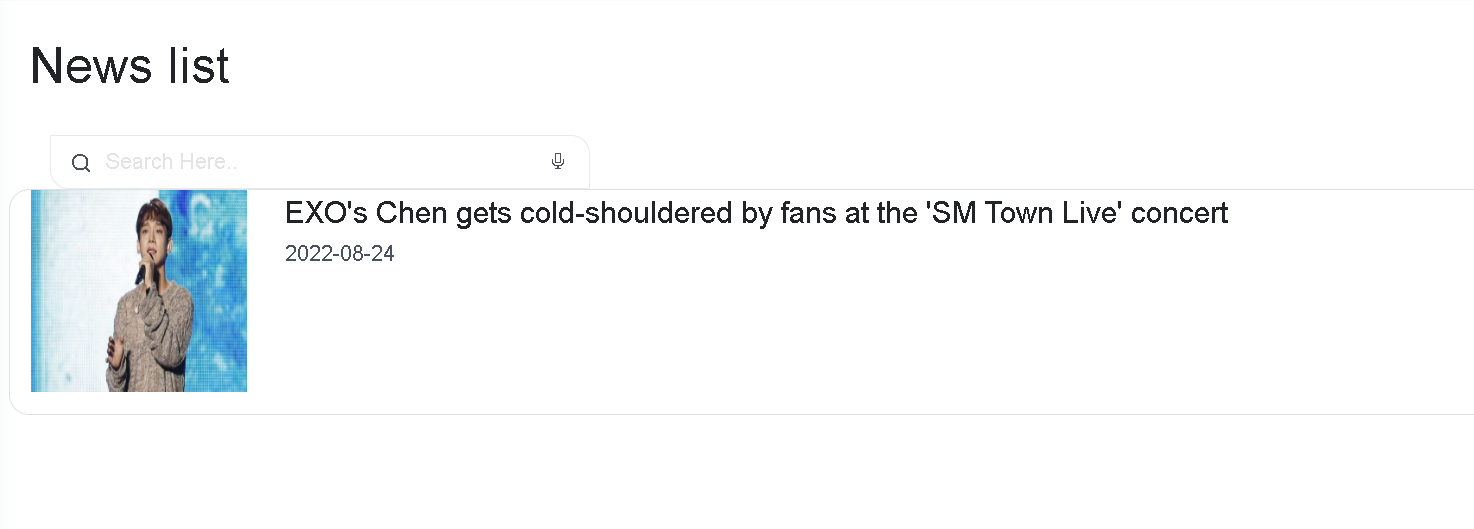 News list
Search Here..
EXO's Chen gets cold-shouldered by fans at the 'SM Town Live' concert
2022-08-24